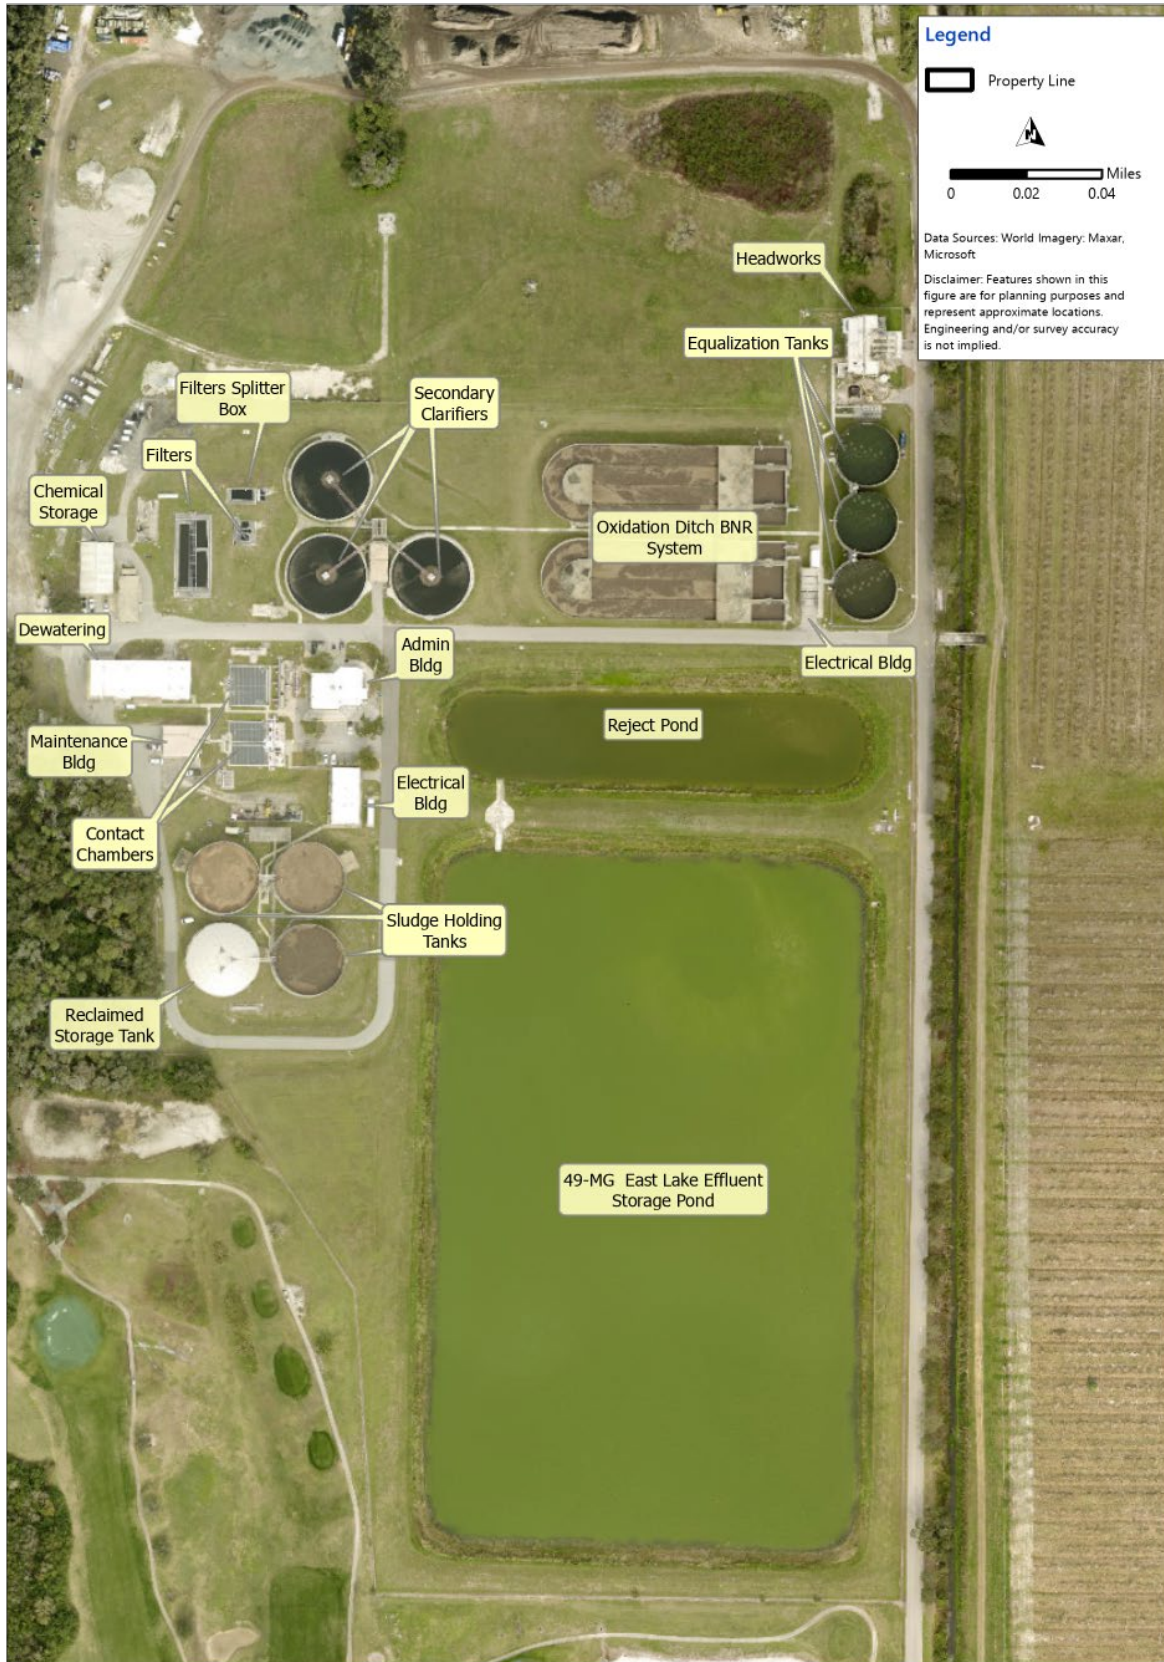 Legend
Property Line
N
Miles
0 0.02 0.04
Data Sources: World Imagery: Maxar,
Microsoft
Disclaimer: Features shown in this
figure are for planning purposes and
represent approximate locations.
Engineering and/or survey accuracy
is not implied.
Headworks
Equalization Tanks
Filters Splitter
Box
Secondary
Clarifiers
Filters
Chemical
Storage
Oxidation Ditch BNR
System
Dewatering
Admin
Bldg
Electrical Bldg
Reject Pond
Maintenance
Bldg
Electrical
Bldg
Contact
Chambers
Sludge Holding
Tanks
Reclaimed
Storage Tank
49-MG East Lake Effluent
Storage Pond